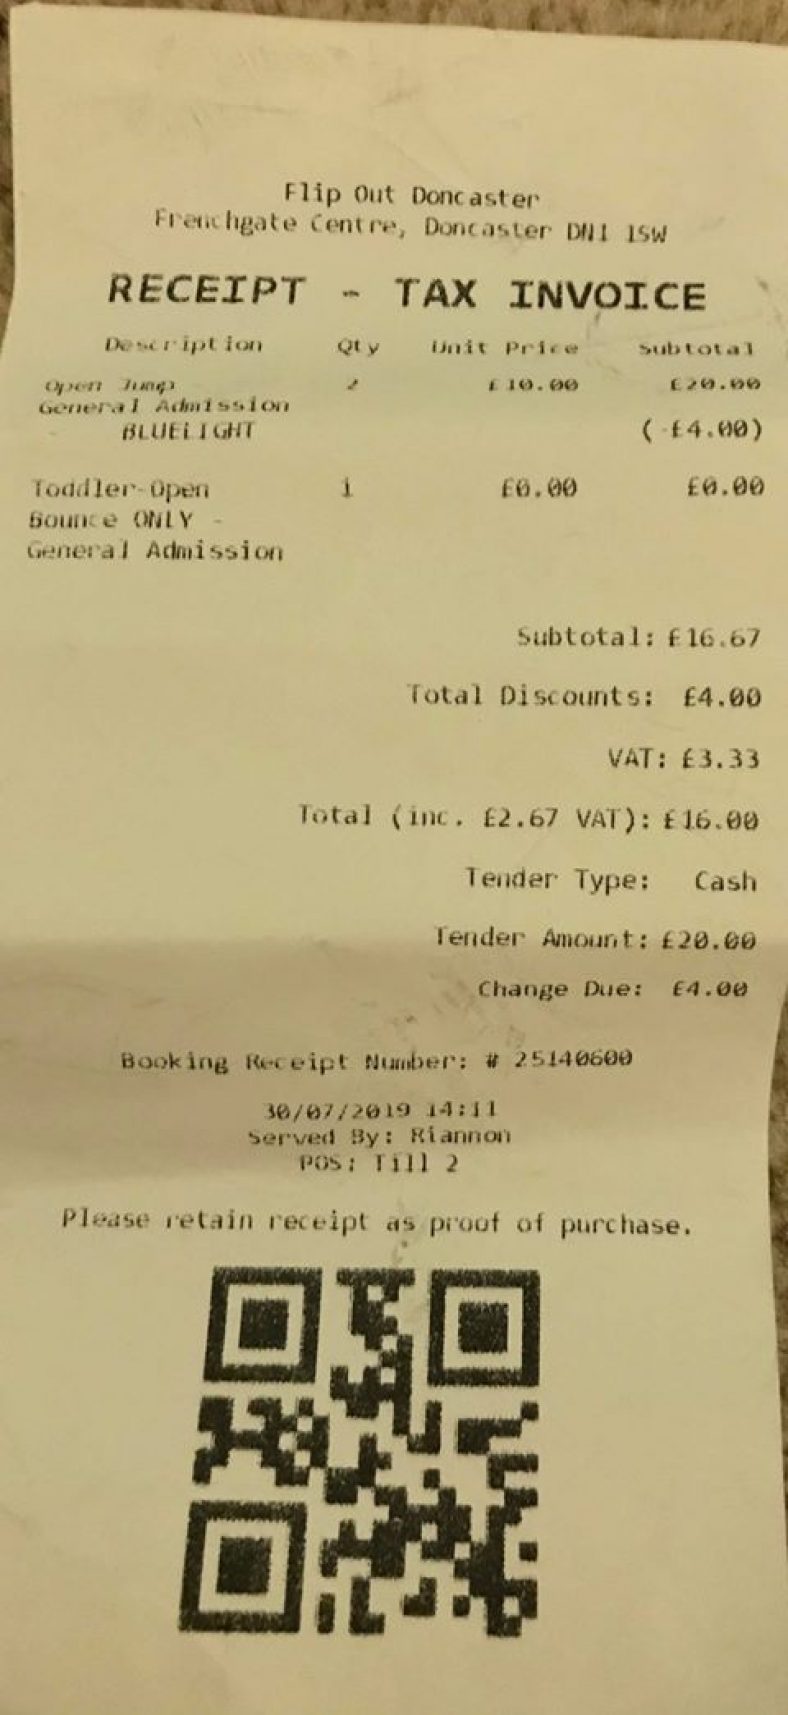 Flip Out Doncaster
Frenchgate Centre, Doncaster DN1 1SW
RECEIPT - TAX INVOICE
Description Qty Unit Price Subtotal
Open Jump 2 £10.00 £20.00
General Admission
BLUELIGHT (-£4.00)
Toddler-Open 1 £0.00 £0.00
Bounce ONLY -
General Admission
Subtotal: £16.67
Total Discounts: £4.00
VAT: £3.33
Total (inc. £2.67 VAT): £16.00
Tender Type: Cash
Tender Amount: £20.00
Change Due: £4.00
Booking Receipt Number: # 25140600
30/07/2019 14:11
Served By: Riannon
POS: Till 2
Please retain receipt as proof of purchase.